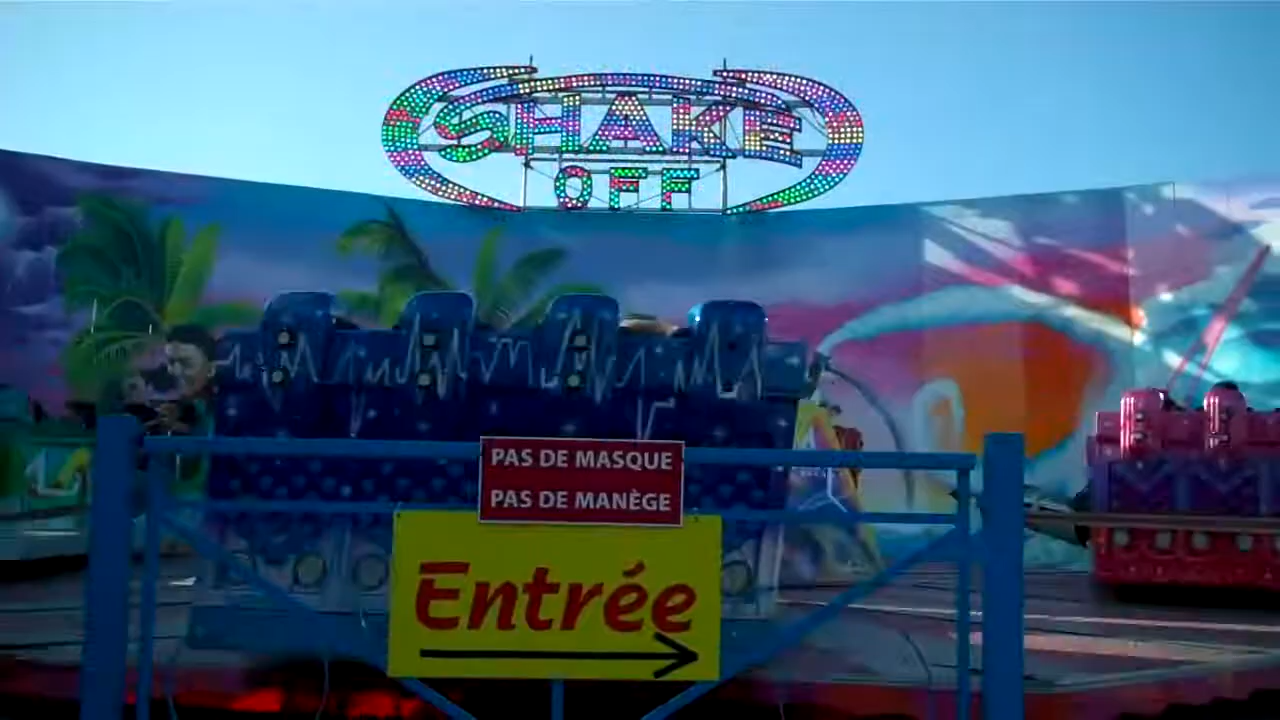 SHAKE
OFF
PAS DE MASQUE
PAS DE MANÈGE
Entrée